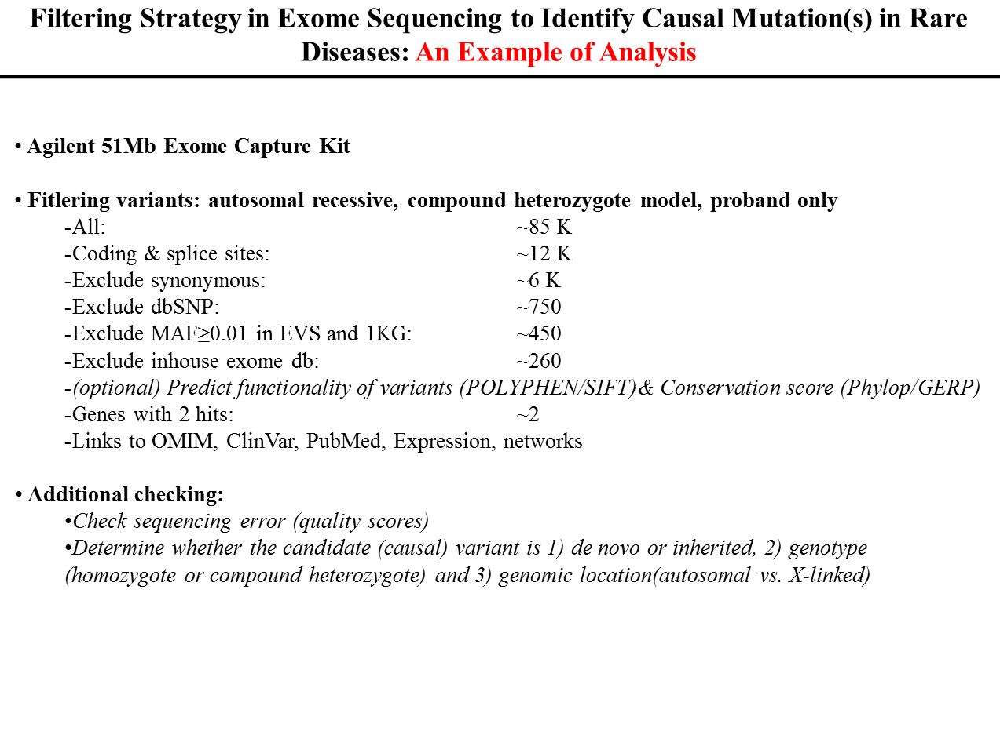 Filtering Strategy in Exome Sequencing to Identify Causal Mutation(s) in Rare
Diseases: An Example of Analysis
• Agilent 51Mb Exome Capture Kit
• Fitlering variants: autosomal recessive, compound heterozygote model, proband only
-All: ~85 K
-Coding & splice sites: ~12 K
-Exclude synonymous: ~6 K
-Exclude dbSNP: ~750
-Exclude MAF≥0.01 in EVS and 1KG: ~450
-Exclude inhouse exome db: ~260
-(optional) Predict functionality of variants (POLYPHEN/SIFT)& Conservation score (Phylop/GERP)
-Genes with 2 hits: ~2
-Links to OMIM, ClinVar, PubMed, Expression, networks
• Additional checking:
•Check sequencing error (quality scores)
•Determine whether the candidate (causal) variant is 1) de novo or inherited, 2) genotype
(homozygote or compound heterozygote) and 3) genomic location(autosomal vs. X-linked)